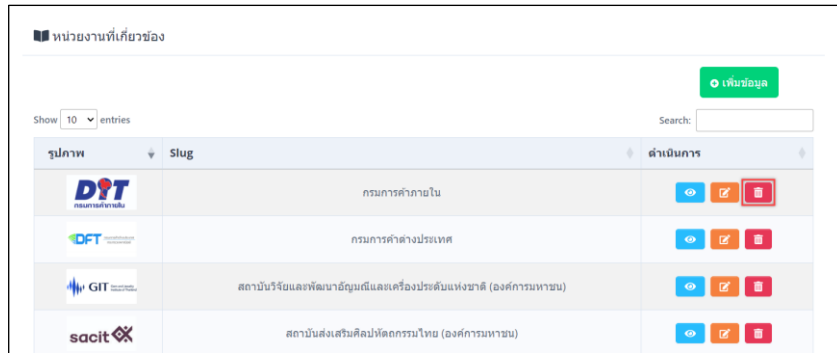 หน่วยงานที่เกี่ยวข้อง
เพิ่มข้อมูล
Show 10 entries
Search:
รูปภาพ Slug ดำเนินการ
DIT
กรมการค้าภายใน
กรมการค้าภายใน
DFT
กรมการค้าต่างประเทศ
GIT
สถาบันวิจัยและพัฒนาอัญมณีและเครื่องประดับแห่งชาติ (องค์การมหาชน)
sacit
สถาบันส่งเสริมศิลปหัตถกรรมไทย (องค์การมหาชน)